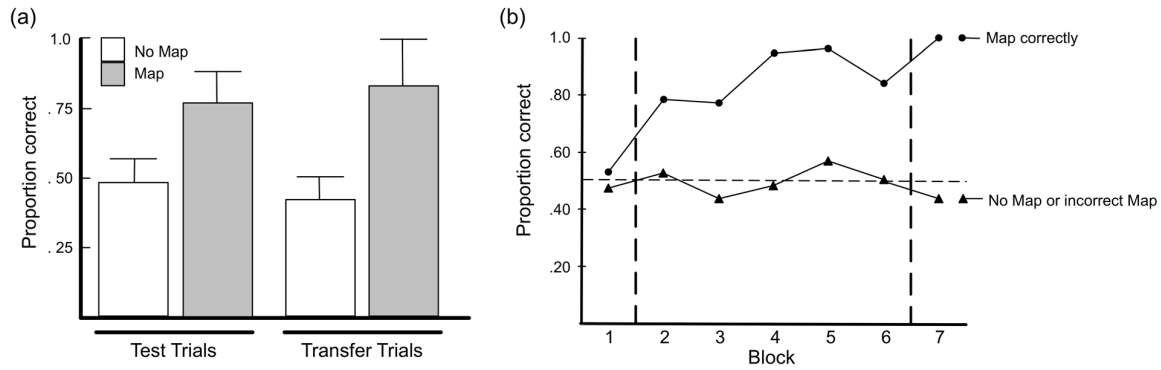 (a)
1.0
No Map
Map
.75
.50
.25
Proportion correct
Test Trials
Transfer Trials
(b)
1.0
.80
.60
.40
.20
Proportion correct
1 2 3 4 5 6 7
Block
Map correctly
No Map or incorrect Map